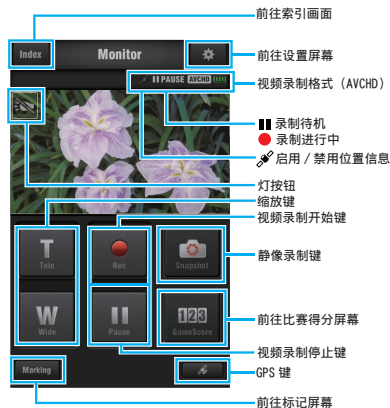 前往索引画面
Index
Monitor
前往设置屏幕
PAUSE AVCHD
视频录制格式（AVCHD）
录制待机
录制进行中
启用 / 禁用位置信息
灯按钮
缩放键
视频录制开始键
T
Tele
Rec
Snapshot
静像录制键
W
Wide
Pause
123
GameScore
前往比赛得分屏幕
视频录制停止键
Marking
GPS 键
前往标记屏幕